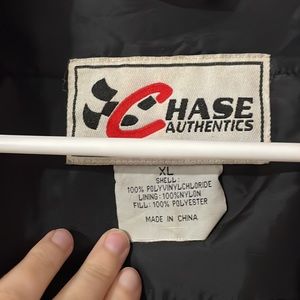 CHASE
AUTHENTICS
XL
SHELL:
100% POLYVINYLCHLORIDE
LINING: 100%NYLON
FILL: 100% POLYESTER
MADE IN CHINA